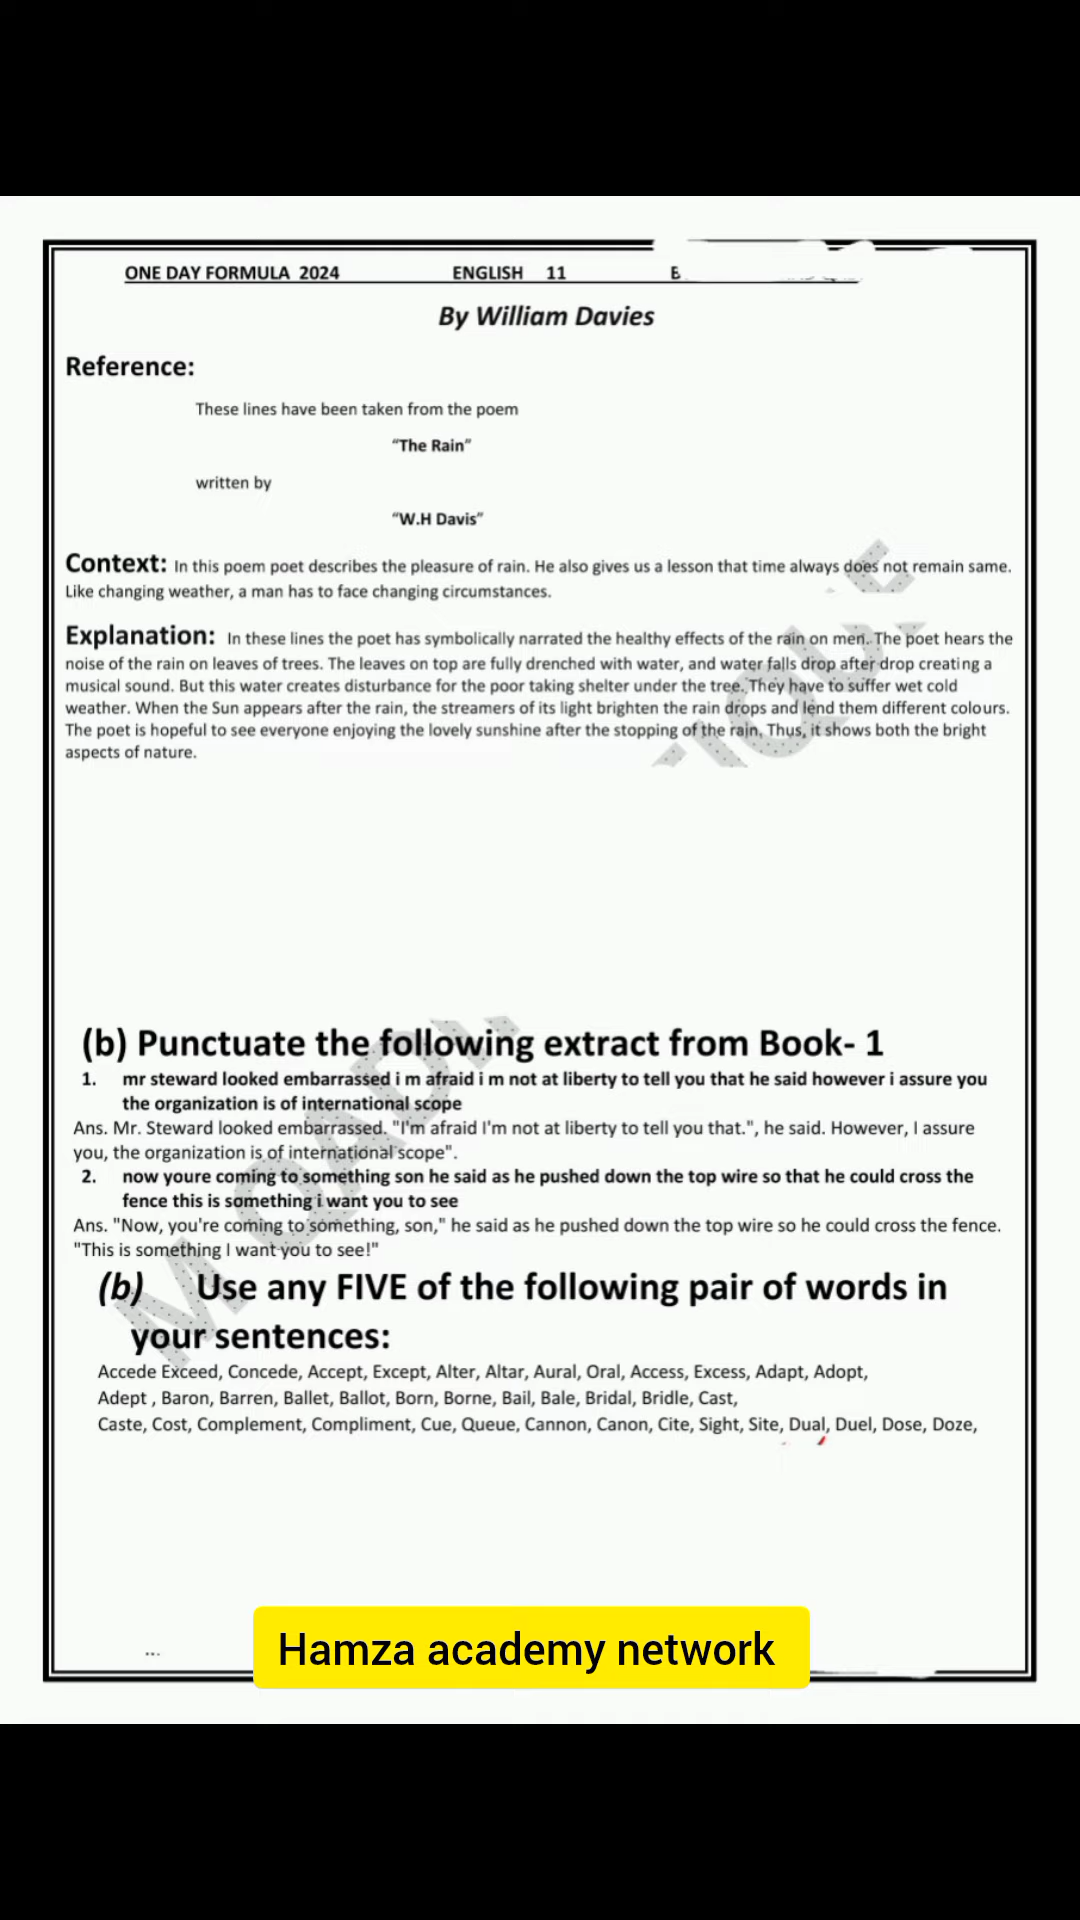 ONE DAY FORMULA 2024 ENGLISH 11
By William Davies
Reference:
These lines have been taken from the poem
“The Rain”
written by
“W.H Davis”
Context: In this poem poet describes the pleasure of rain. He also gives us a lesson that time always does not remain same.
Like changing weather, a man has to face changing circumstances.
Explanation: In these lines the poet has symbolically narrated the healthy effects of the rain on men. The poet hears the
noise of the rain on leaves of trees. The leaves on top are fully drenched with water, and water falls drop after drop creating a
musical sound. But this water creates disturbance for the poor taking shelter under the tree. They have to suffer wet cold
weather. When the Sun appears after the rain, the streamers of its light brighten the rain drops and lend them different colours.
The poet is hopeful to see everyone enjoying the lovely sunshine after the stopping of the rain, Thus, it shows both the bright
aspects of nature.
(b) Punctuate the following extract from Book- 1
1. mr steward looked embarrassed i m afraid i m not at liberty to tell you that he said however i assure you
the organization is of international scope
Ans. Mr. Steward looked embarrassed. "I'm afraid I'm not at liberty to tell you that.", he said. However, I assure
you, the organization is of international scope".
2. now youre coming to something son he said as he pushed down the top wire so that he could cross the
fence this is something i want you to see
Ans. "Now, you're coming to something, son," he said as he pushed down the top wire so he could cross the fence.
"This is something I want you to see!"
(b) Use any FIVE of the following pair of words in
your sentences:
Accede Exceed, Concede, Accept, Except, Alter, Altar, Aural, Oral, Access, Excess, Adapt, Adopt,
Adept , Baron, Barren, Ballet, Ballot, Born, Borne, Bail, Bale, Bridal, Bridle, Cast,
Caste, Cost, Complement, Compliment, Cue, Queue, Cannon, Canon, Cite, Sight, Site, Dual, Duel, Dose, Doze,
Hamza academy network